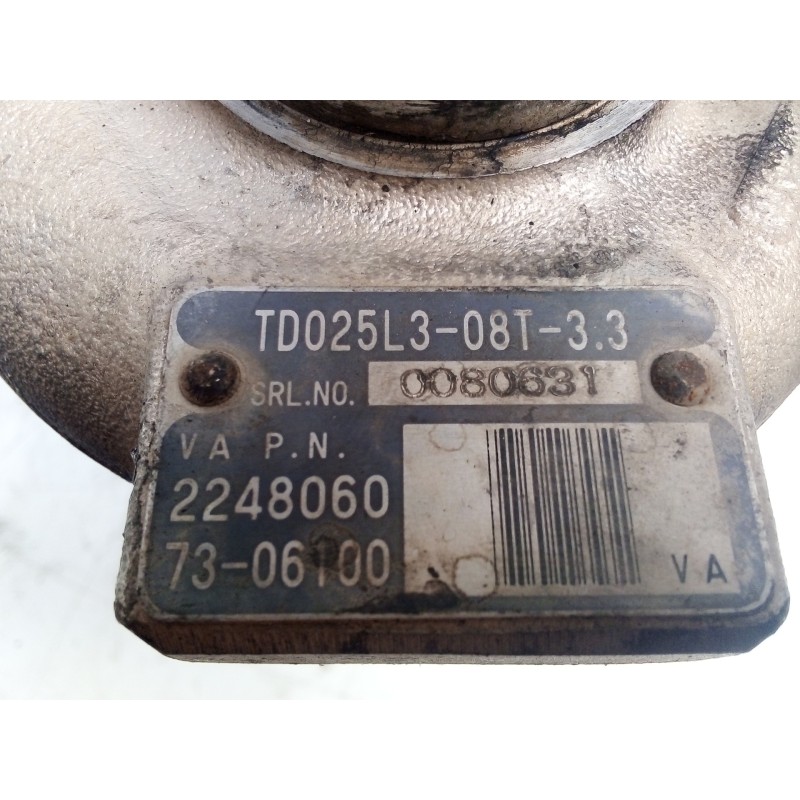 TD025L3-08T-3.3
SRL.NO. 0080631
VA P.N.
2248060
73-06100
VA